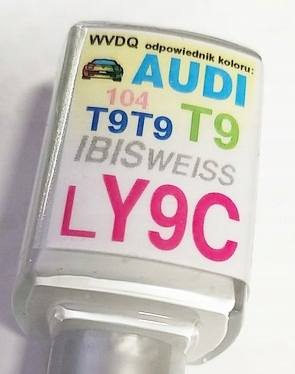 WVDQ odpowiednik koloru:
AUDI
104
T9T9 T9
IBISWEISS
LY9C